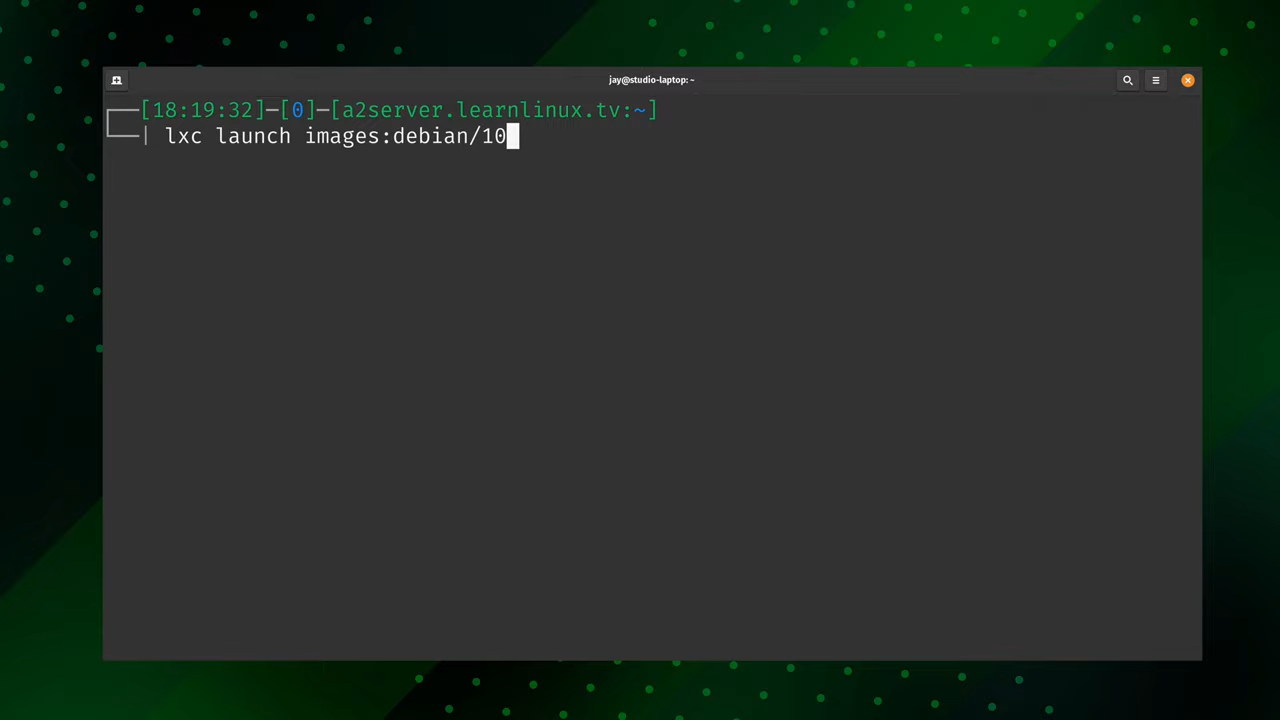 jay@studio-laptop: ~
[18:19:32]─[0]─[a2server.learnlinux.tv:~]
| lxc launch images:debian/10